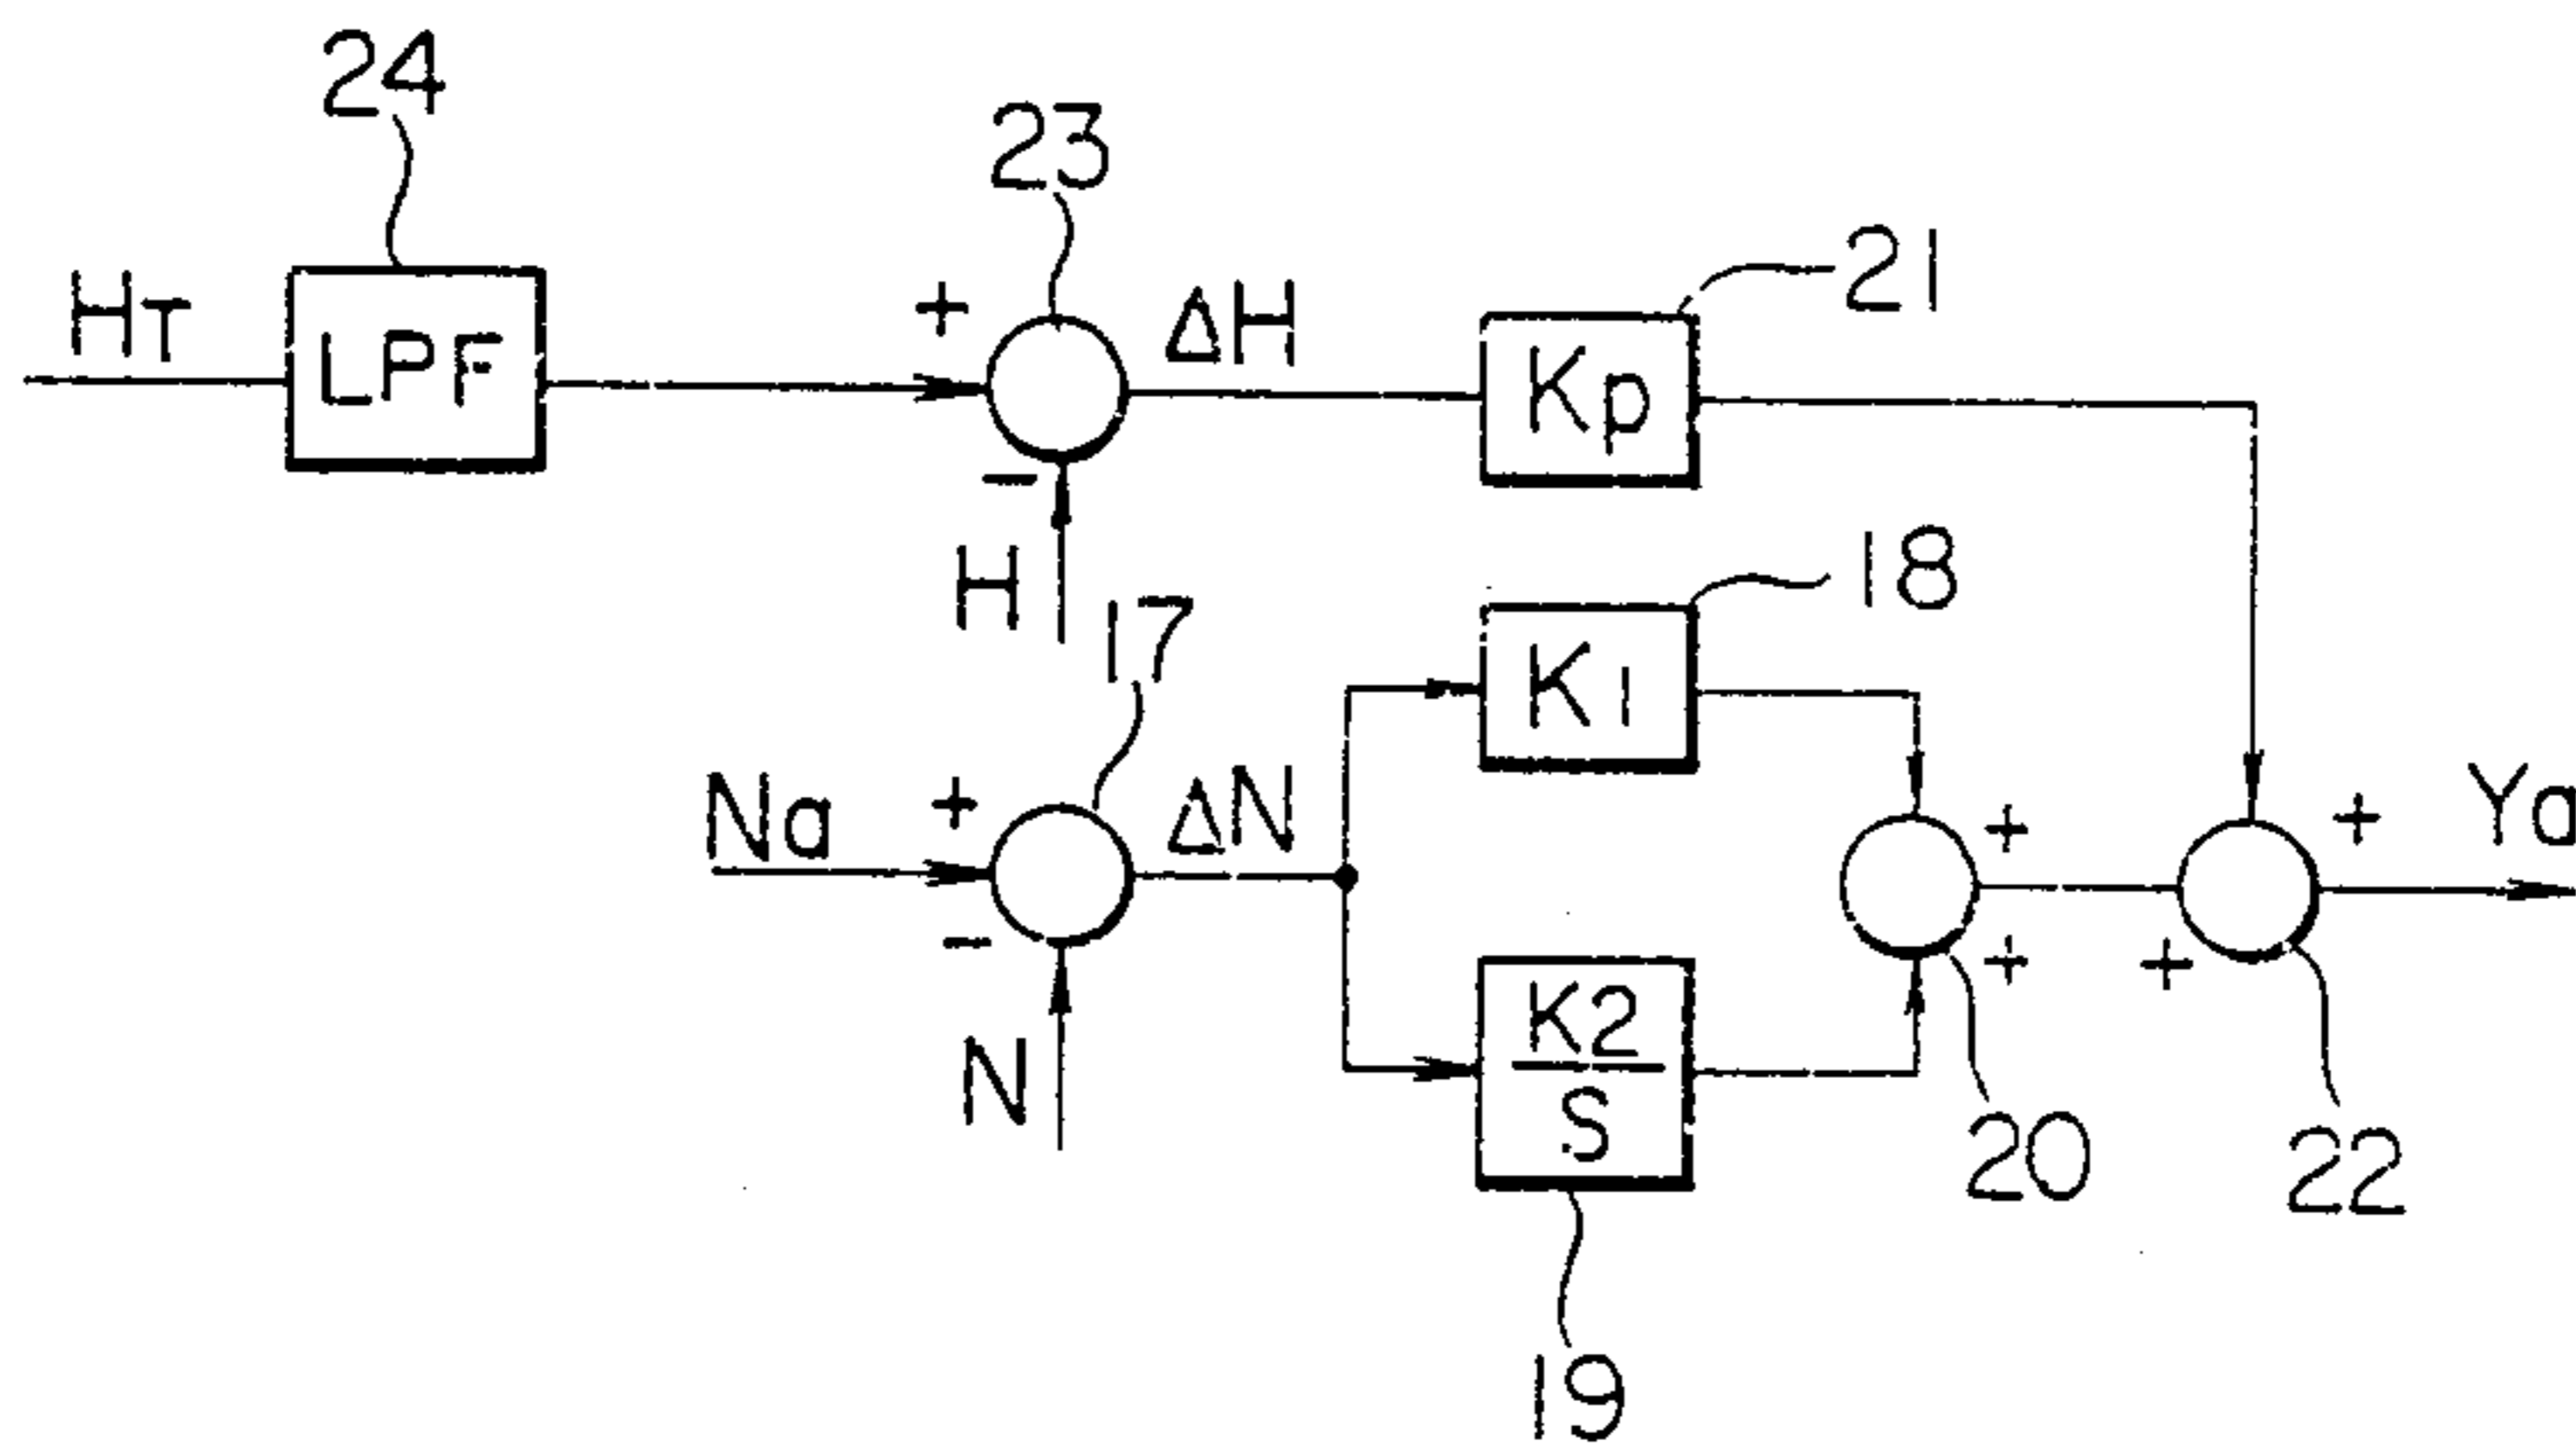 24
23
21
HT
LPF
+
ΔH
Kp
-
H
18
17
K1
Na
+
ΔN
+
+
Ya
-
K2
+
+
S
N
20
22
19